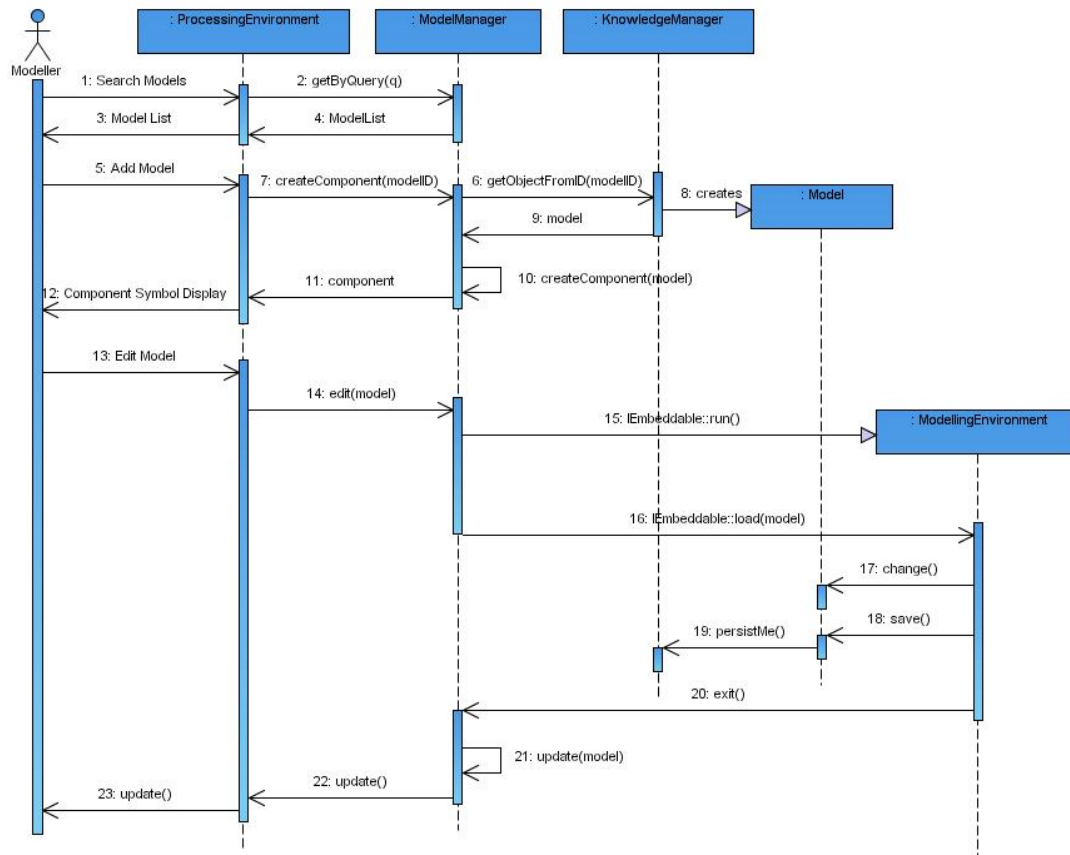 : ProcessingEnvironment
: ModelManager
: KnowledgeManager
Modeller
1: Search Models
2: getByQuery(q)
3: Model List
4: ModelList
5: Add Model
7: createComponent(modelID)
6: getObjectFromID(modelID)
8: creates
: Model
9: model
10: createComponent(model)
11: component
12: Component Symbol Display
13: Edit Model
14: edit(model)
15: IEmbeddable::run()
: ModellingEnvironment
16: IEmbeddable::load(model)
17: change()
18: save()
19: persistMe()
20: exit()
21: update(model)
22: update()
23: update()